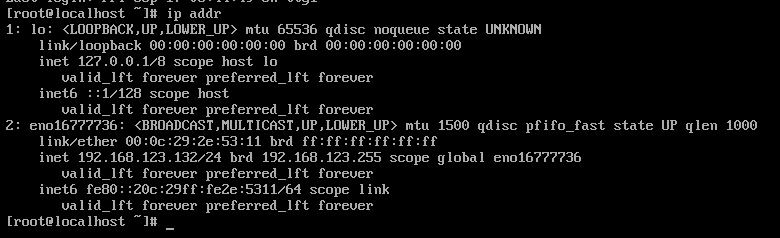 [root@localhost ~]# ip addr
1: lo: <LOOPBACK,UP,LOWER_UP> mtu 65536 qdisc noqueue state UNKNOWN
    link/loopback 00:00:00:00:00:00 brd 00:00:00:00:00:00
    inet 127.0.0.1/8 scope host lo
       valid_lft forever preferred_lft forever
    inet6 ::1/128 scope host
       valid_lft forever preferred_lft forever
2: eno16777736: <BROADCAST,MULTICAST,UP,LOWER_UP> mtu 1500 qdisc pfifo_fast state UP qlen 1000
    link/ether 00:0c:29:2e:53:11 brd ff:ff:ff:ff:ff:ff
    inet 192.168.123.132/24 brd 192.168.123.255 scope global eno16777736
       valid_lft forever preferred_lft forever
    inet6 fe80::20c:29ff:fe2e:5311/64 scope link
       valid_lft forever preferred_lft forever
[root@localhost ~]# _